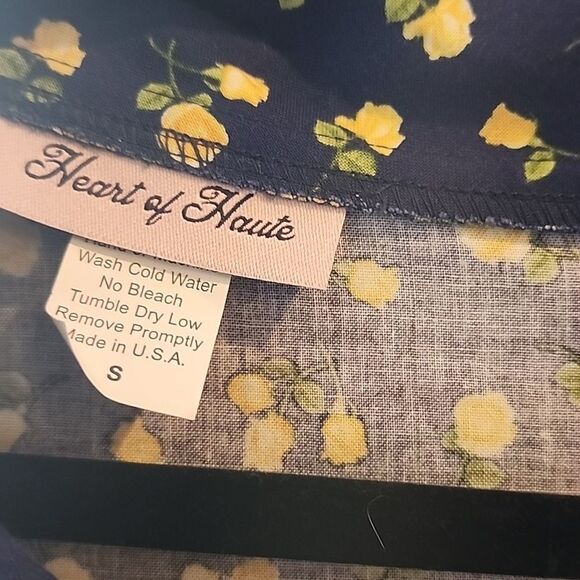 Heart of Haute
Wash Cold Water
No Bleach
Tumble Dry Low
Remove Promptly
Made in U.S.A.
S